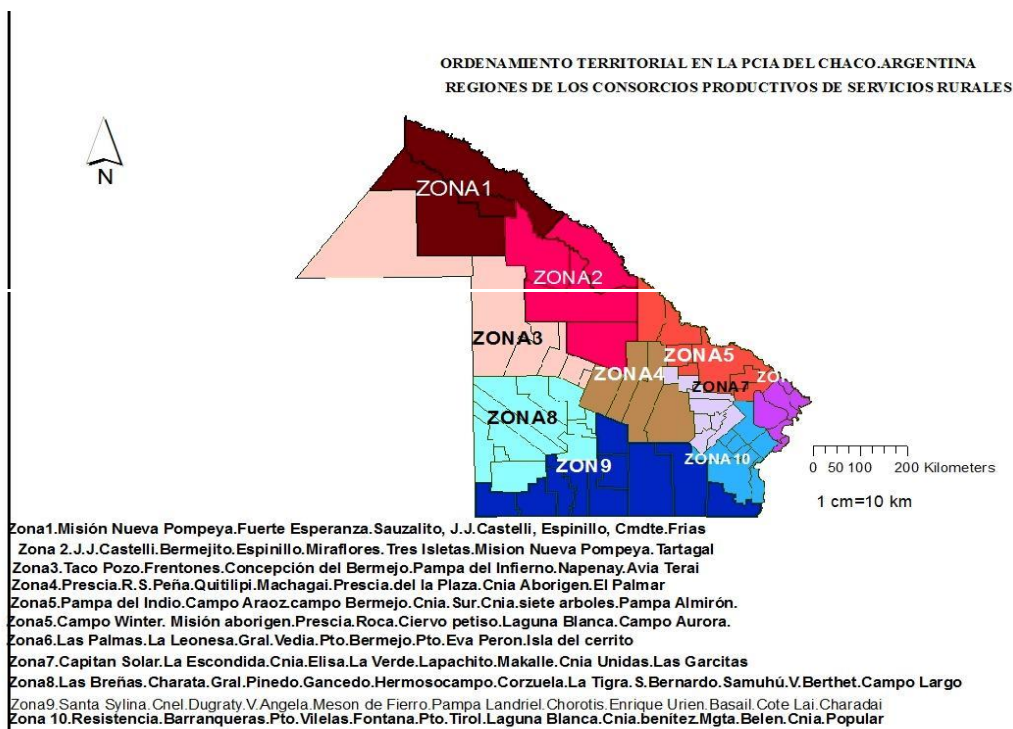 ORDENAMIENTO TERRITORIAL EN LA PCIA DEL CHACO.ARGENTINA
REGIONES DE LOS CONSORCIOS PRODUCTIVOS DE SERVICIOS RURALES
N
ZONA1
ZONA2
ZONA3
ZONA4
ZONA5
ZONA7
ZON
ZONA8
ZON9
ZONA10
0 50 100 200 Kilometers
1 cm=10 km
Zona1.Misión Nueva Pompeya.Fuerte Esperanza.Sauzalito, J.J.Castelli, Espinillo, Cmdte.Frias
Zona 2.J.J.Castelli.Bermejito.Espinillo.Miraflores.Tres Isletas.Mision Nueva Pompeya.Tartagal
Zona3.Taco Pozo.Frentones.Concepción del Bermejo.Pampa del Infierno.Napenay.Avia Terai
Zona4.Prescia.R.S.Peña.Quitilipi.Machagai.Prescia.del la Plaza.Cnia Aborigen.El Palmar
Zona5.Pampa del Indio.Campo Araoz.campo Bermejo.Cnia.Sur.Cnia.siete arboles.Pampa Almirón.
Zona5.Campo Winter. Misión aborigen.Prescia.Roca.Ciervo petiso.Laguna Blanca.Campo Aurora.
Zona6.Las Palmas.La Leonesa.Gral.Vedia.Pto.Bermejo.Pto.Eva Peron.Isla del cerrito
Zona7.Capitan Solar.La Escondida.Cnia.Elisa.La Verde.Lapachito.Makalle.Cnia Unidas.Las Garcitas
Zona8.Las Breñas.Charata.Gral.Pinedo.Gancedo.Hermosocampo.Corzuela.La Tigra.S.Bernardo.Samuhú.V.Berthet.Campo Largo
Zona9.Santa Sylina.Cnel.Dugraty.V.Angela.Meson de Fierro.Pampa Landriel.Chorotis.Enrique Urien.Basail.Cote Lai.Charadai
Zona 10.Resistencia.Barranqueras.Pto.Vilelas.Fontana.Pto.Tirol.Laguna Blanca.Cnia.benítez.Mgta.Belen.Cnia.Popular